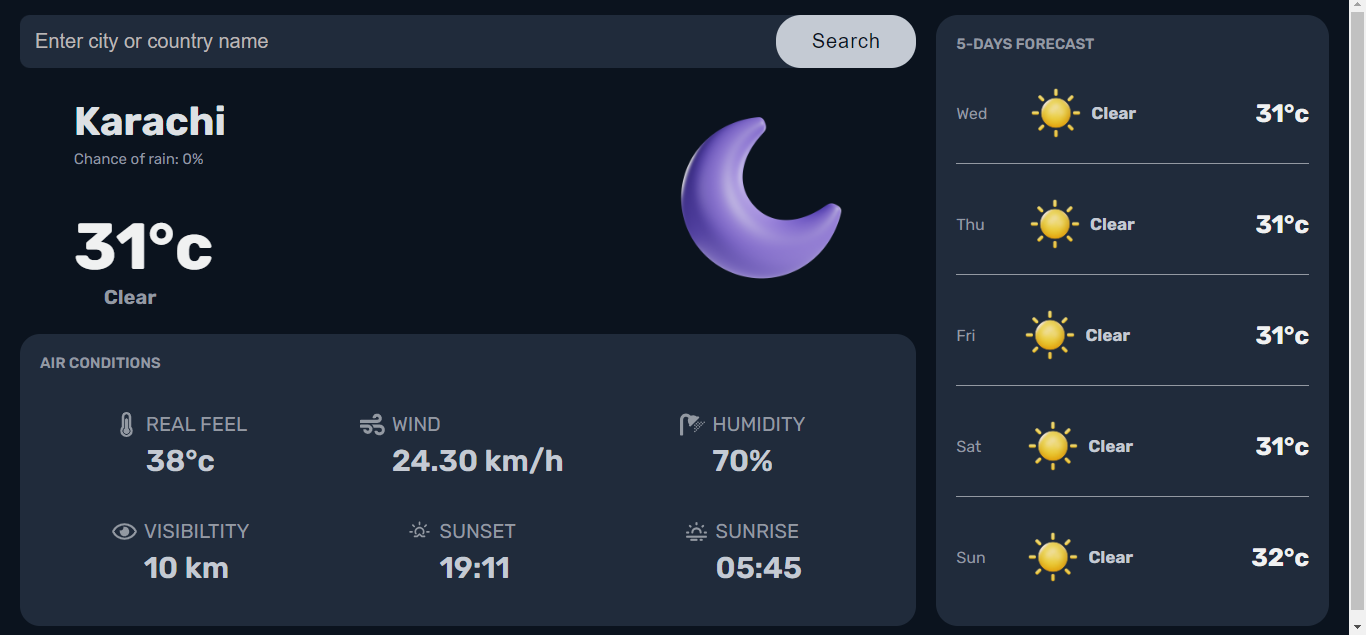 Enter city or country name
Search
Karachi
Chance of rain: 0%
31°c
Clear
AIR CONDITIONS
REAL FEEL
38°c
WIND
24.30 km/h
HUMIDITY
70%
VISIBILTITY
10 km
SUNSET
19:11
SUNRISE
05:45
5-DAYS FORECAST
Wed Clear 31°c
Thu Clear 31°c
Fri Clear 31°c
Sat Clear 31°c
Sun Clear 32°c